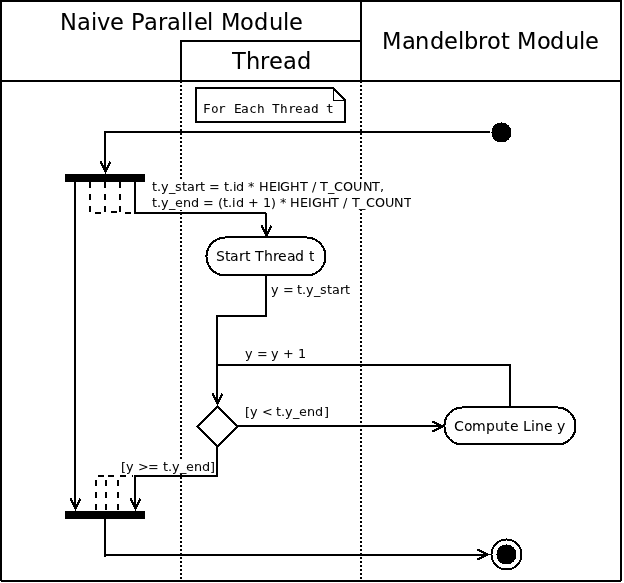 Naive Parallel Module
Mandelbrot Module
Thread
For Each Thread t
t.y_start = t.id * HEIGHT / T_COUNT,
t.y_end = (t.id + 1) * HEIGHT / T_COUNT
Start Thread t
y = t.y_start
y = y + 1
[y < t.y_end]
Compute Line y
[y >= t.y_end]